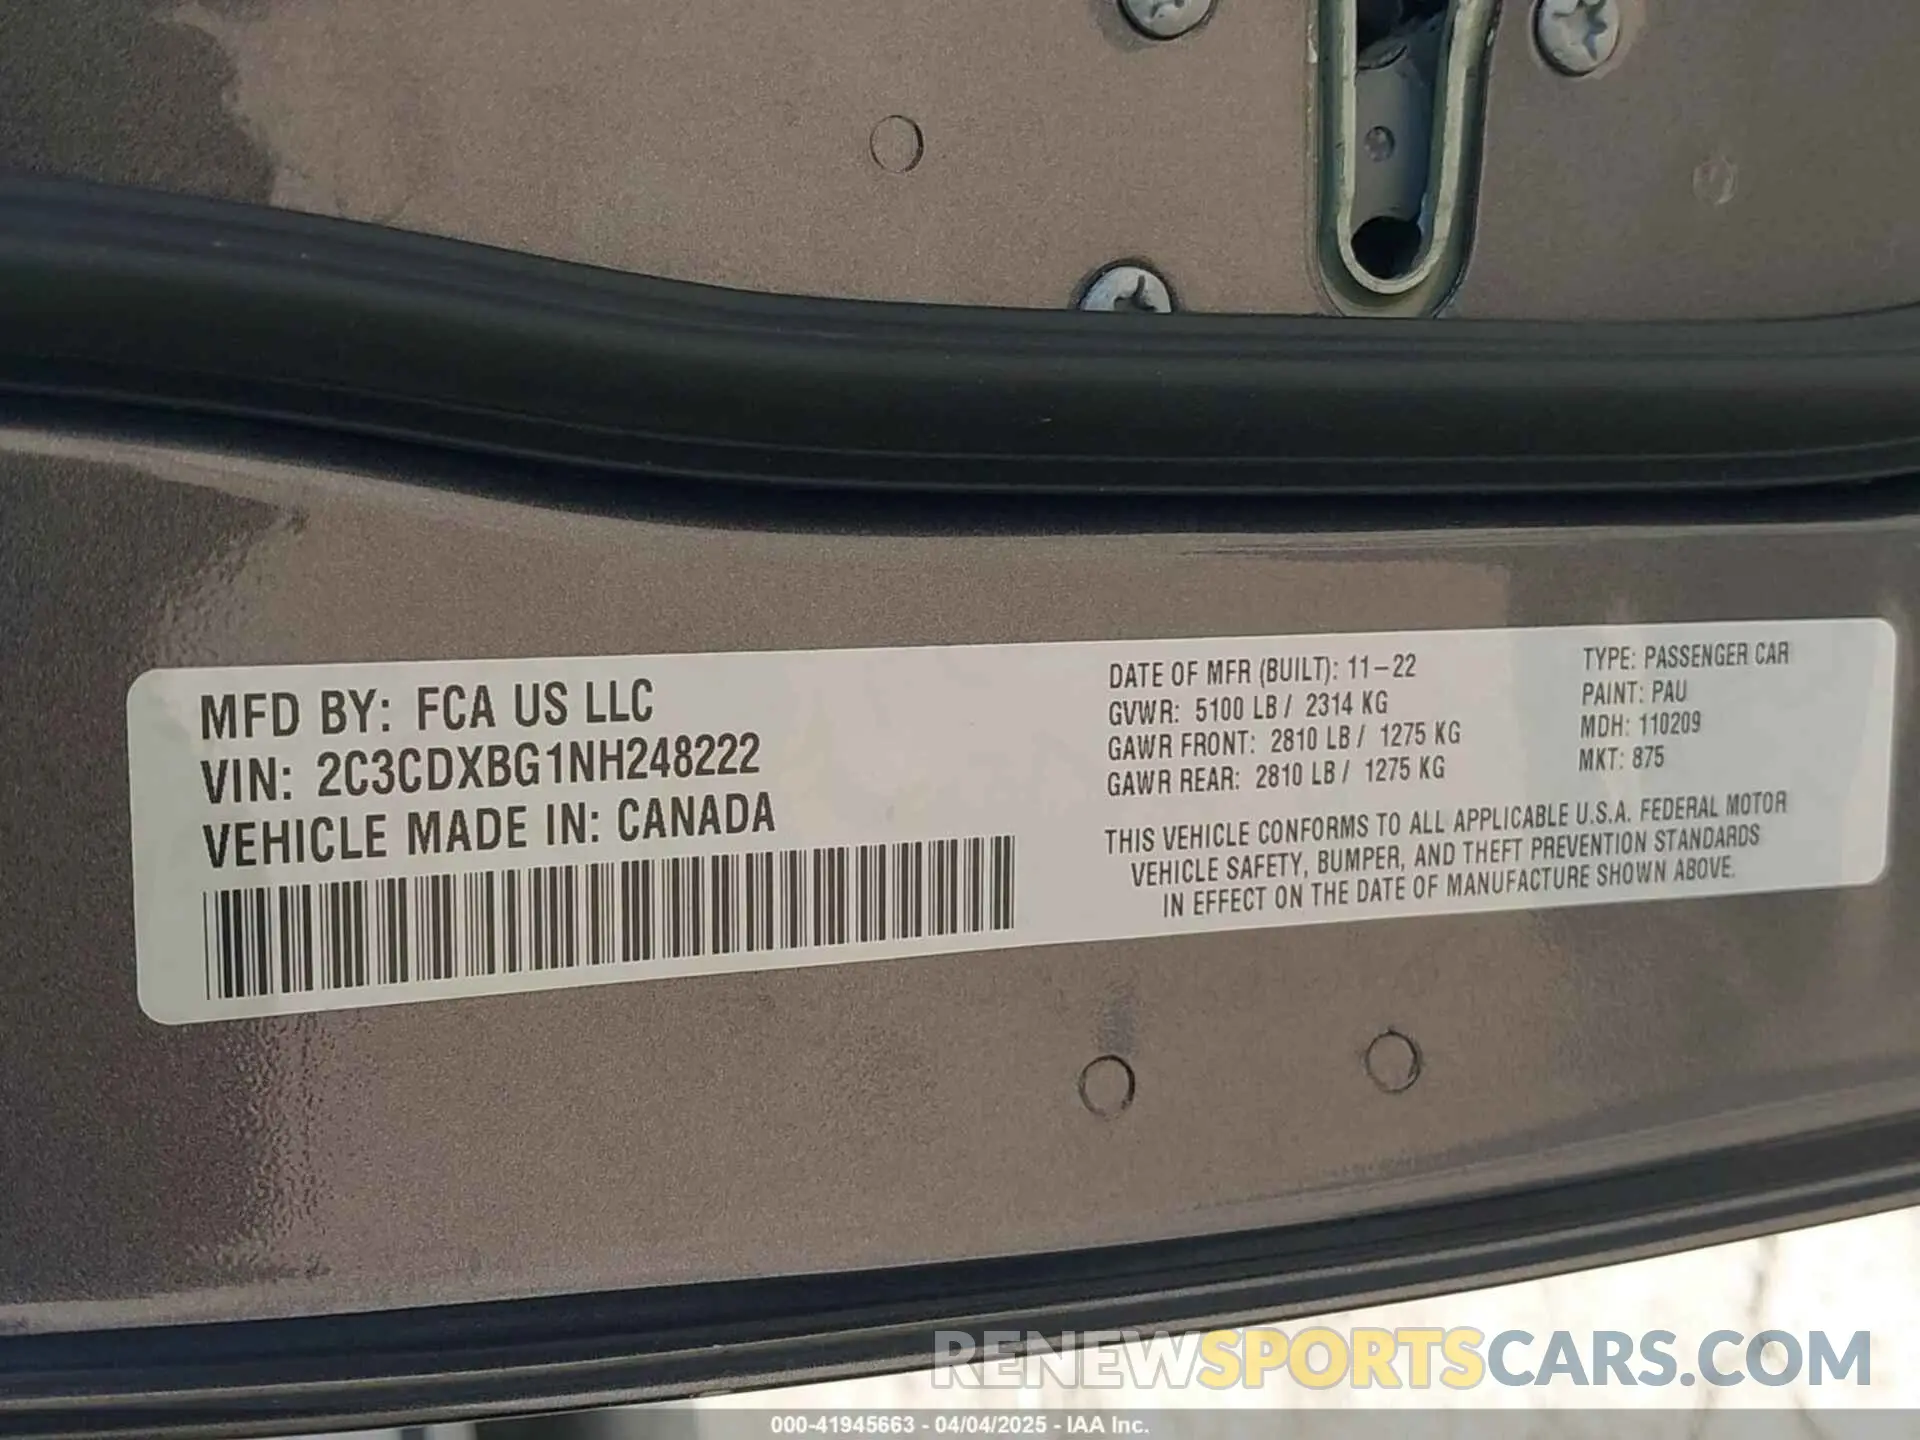 MFD BY: FCA US LLC
VIN: 2C3CDXBG1NH248222
VEHICLE MADE IN: CANADA
DATE OF MFR (BUILT): 11-22
GVWR: 5100 LB / 2314 KG
GAWR FRONT: 2810 LB / 1275 KG
GAWR REAR: 2810 LB / 1275 KG
TYPE: PASSENGER CAR
PAINT: PAU
MDH: 110209
MKT: 875
THIS VEHICLE CONFORMS TO ALL APPLICABLE U.S.A. FEDERAL MOTOR
VEHICLE SAFETY, BUMPER, AND THEFT PREVENTION STANDARDS
IN EFFECT ON THE DATE OF MANUFACTURE SHOWN ABOVE.
RENEWSPORTSCARS.COM
000-41945663 - 04/04/2025 - IAA Inc.